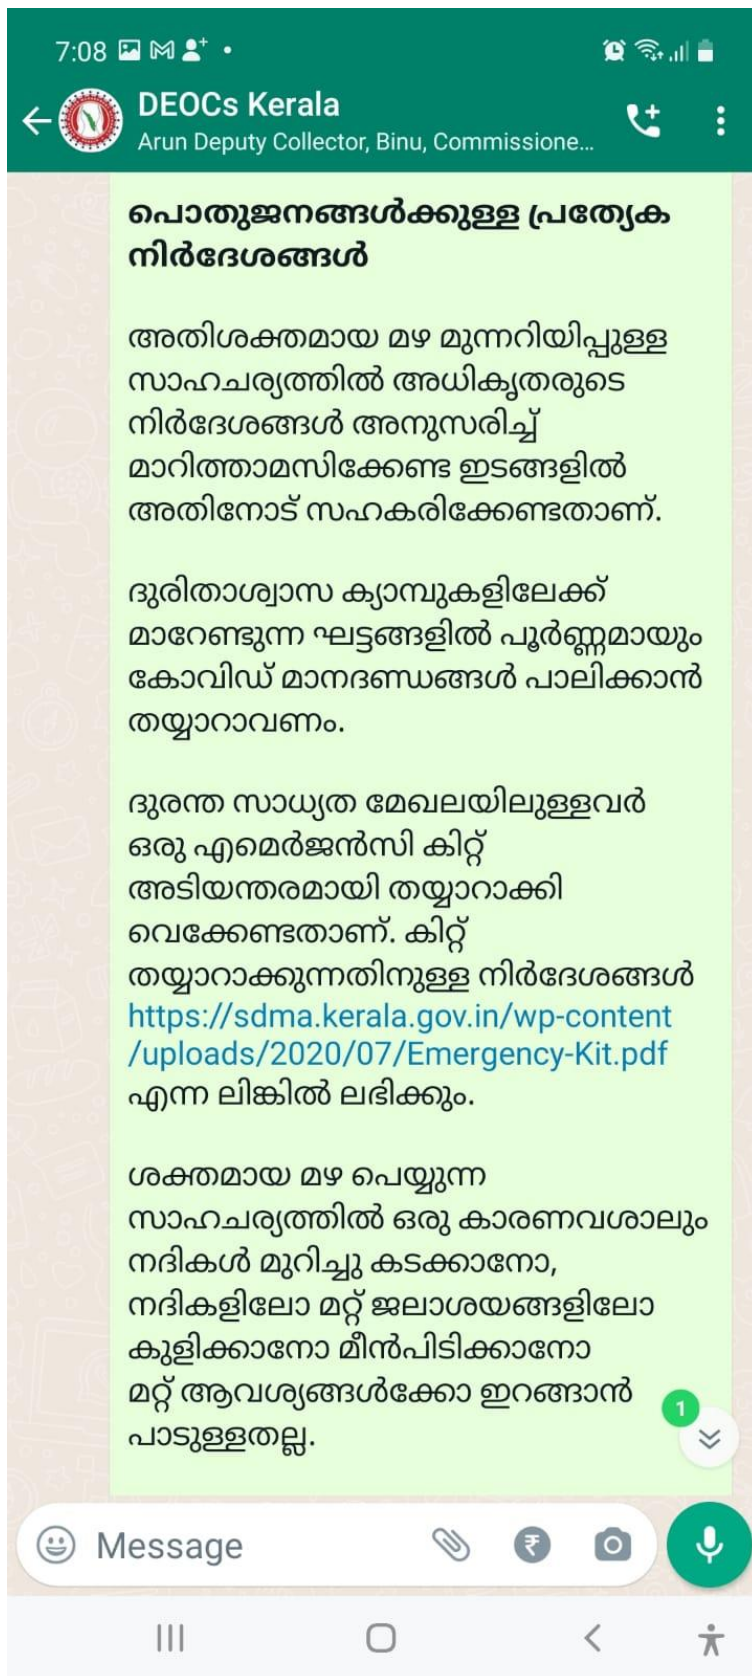 7:08
DEOCs Kerala
Arun Deputy Collector, Binu, Commissione...
പൊതുജനങ്ങൾക്കുള്ള പ്രത്യേക
നിർദേശങ്ങൾ
അതിശക്തമായ മഴ മുന്നറിയിപ്പുള്ള
സാഹചര്യത്തിൽ അധികൃതരുടെ
നിർദേശങ്ങൾ അനുസരിച്ച്
മാറിത്താമസിക്കേണ്ട ഇടങ്ങളിൽ
അതിനോട് സഹകരിക്കേണ്ടതാണ്.
ദുരിതാശ്വാസ ക്യാമ്പുകളിലേക്ക്
മാറേണ്ടുന്ന ഘട്ടങ്ങളിൽ പൂർണ്ണമായും
കോവിഡ് മാനദണ്ഡങ്ങൾ പാലിക്കാൻ
തയ്യാറാവണം.
ദുരന്ത സാധ്യത മേഖലയിലുള്ളവർ
ഒരു എമെർജൻസി കിറ്റ്
അടിയന്തരമായി തയ്യാറാക്കി
വെക്കേണ്ടതാണ്. കിറ്റ്
തയ്യാറാക്കുന്നതിനുള്ള നിർദേശങ്ങൾ
https://sdma.kerala.gov.in/wp-content
/uploads/2020/07/Emergency-Kit.pdf
എന്ന ലിങ്കിൽ ലഭിക്കും.
ശക്തമായ മഴ പെയ്യുന്ന
സാഹചര്യത്തിൽ ഒരു കാരണവശാലും
നദികൾ മുറിച്ചു കടക്കാനോ,
നദികളിലോ മറ്റ് ജലാശയങ്ങളിലോ
കുളിക്കാനോ മീൻപിടിക്കാനോ
മറ്റ് ആവശ്യങ്ങൾക്കോ ഇറങ്ങാൻ
പാടുള്ളതല്ല.
1
Message